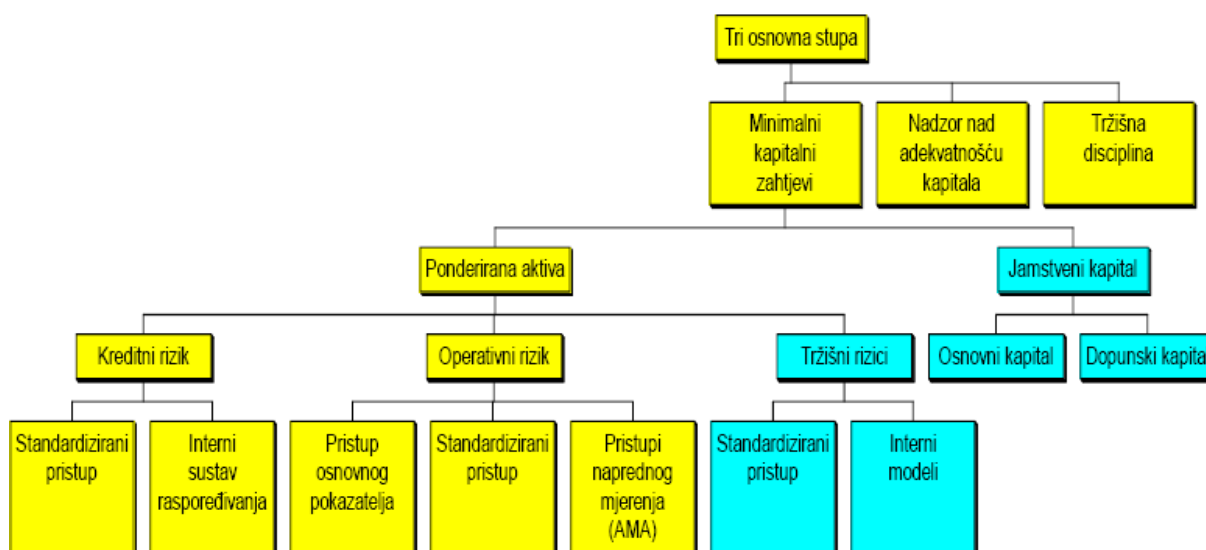 Tri osnovna stupa
Minimalni
kapitalni
zahtjevi
Nadzor nad
adekvatnošću
kapitala
Tržišna
disciplina
Ponderirana aktiva
Jamstveni kapital
Kreditni rizik
Operativni rizik
Tržišni rizici
Osnovni kapital
Dopunski kapita
Standardizirani
pristup
Interni
sustav
raspoređivanja
Pristup
osnovnog
pokazatelja
Standardizirani
pristup
Pristupi
naprednog
mjerenja
(AMA)
Standardizirani
pristup
Interni
modeli